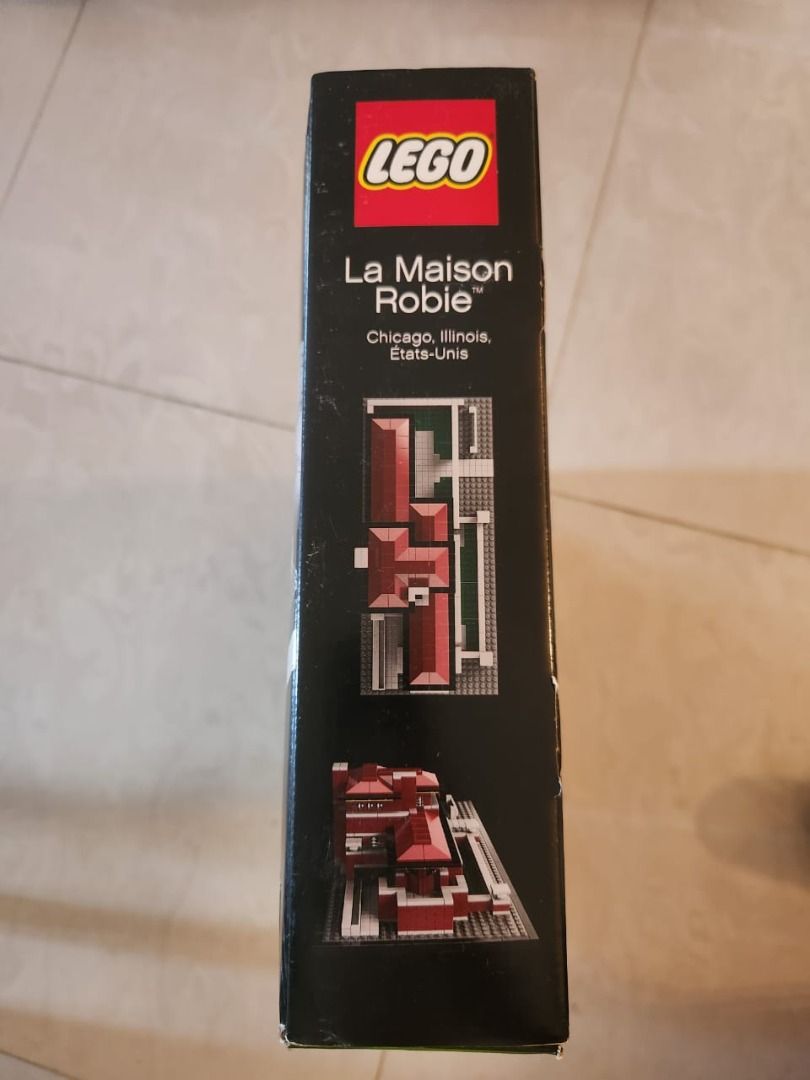 LEGO
La Maison
Robie™
Chicago, Illinois,
États-Unis